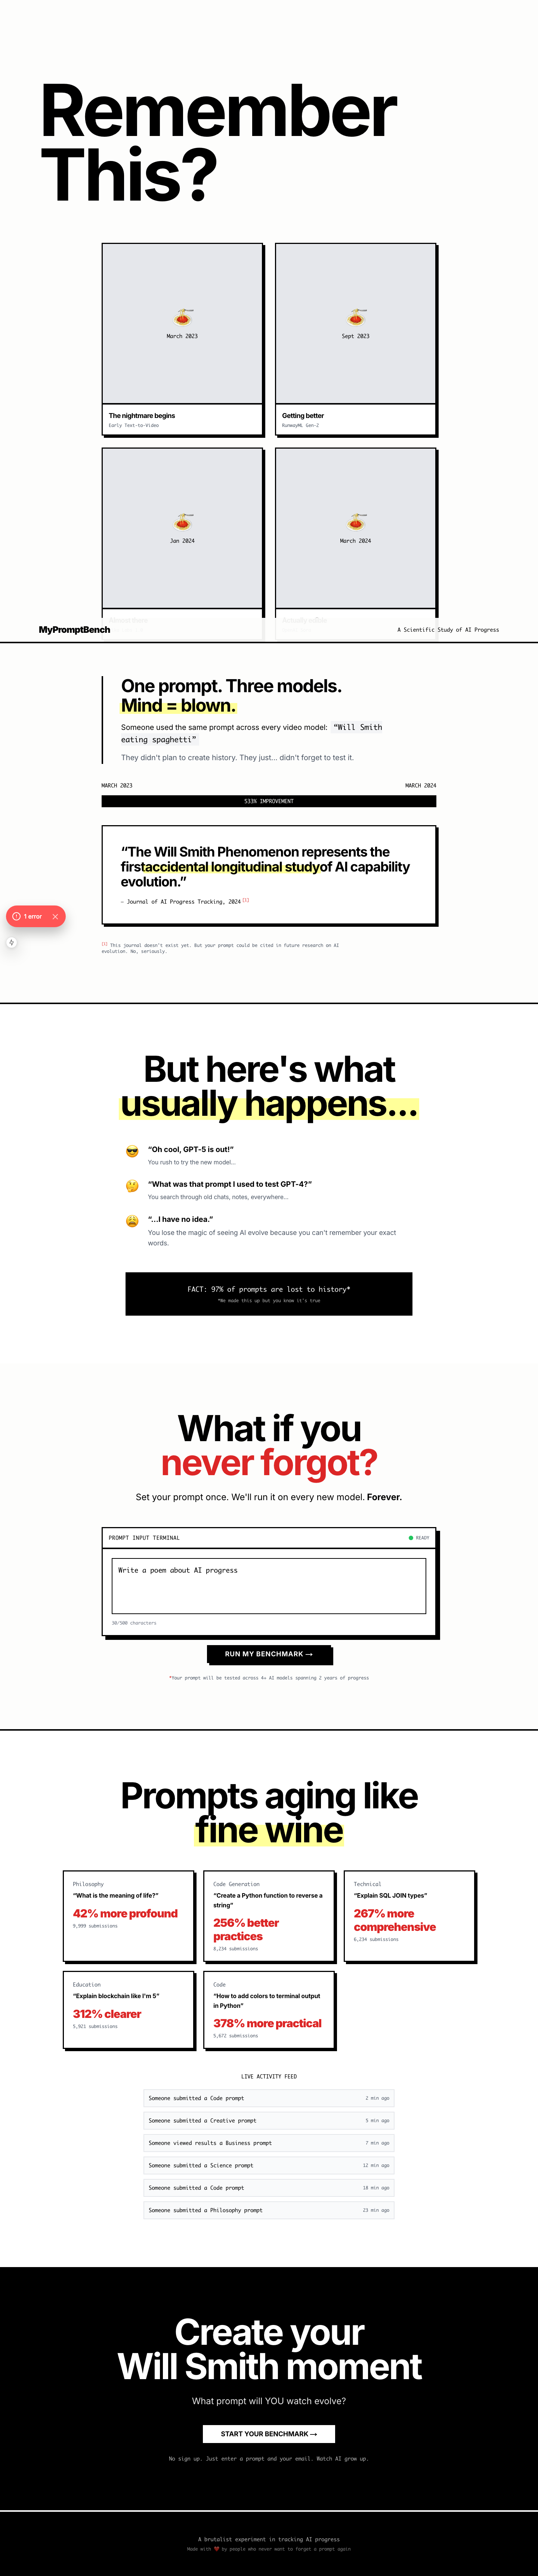 Remember
This?
March 2023
Sept 2023
The nightmare begins
Early Text-to-Video
Getting better
RunwayML Gen-2
Jan 2024
March 2024
MyPromptBench
A Scientific Study of AI Progress
One prompt. Three models.
Mind = blown.
Someone used the same prompt across every video model: "Will Smith
eating spaghetti"
They didn't plan to create history. They just... didn't forget to test it.
MARCH 2023
MARCH 2024
533% IMPROVEMENT
“The Will Smith Phenomenon represents the
first accidental longitudinal study of AI capability
evolution.”
— Journal of AI Progress Tracking, 2024 [1]
1 error
[1] This journal doesn't exist yet. But your prompt could be cited in future research on AI
evolution. No, seriously.
But here's what
usually happens...
“Oh cool, GPT-5 is out!”
You rush to try the new model...
“What was that prompt I used to test GPT-4?”
You search through old chats, notes, everywhere...
“...I have no idea.”
You lose the magic of seeing AI evolve because you can't remember your exact
words.
FACT: 97% of prompts are lost to history*
*We made this up but you know it's true
What if you
never forgot?
Set your prompt once. We'll run it on every new model. Forever.
PROMPT INPUT TERMINAL
READY
Write a poem about AI progress
30/500 characters
RUN MY BENCHMARK →
*Your prompt will be tested across 4+ AI models spanning 2 years of progress
Prompts aging like
fine wine
Philosophy
“What is the meaning of life?”
42% more profound
9,999 submissions
Code Generation
“Create a Python function to reverse a
string”
256% better
practices
8,234 submissions
Technical
“Explain SQL JOIN types”
267% more
comprehensive
6,234 submissions
Education
“Explain blockchain like I'm 5”
312% clearer
5,921 submissions
Code
“How to add colors to terminal output
in Python”
378% more practical
5,672 submissions
LIVE ACTIVITY FEED
Someone submitted a Code prompt
2 min ago
Someone submitted a Creative prompt
5 min ago
Someone viewed results a Business prompt
7 min ago
Someone submitted a Science prompt
12 min ago
Someone submitted a Code prompt
18 min ago
Someone submitted a Philosophy prompt
23 min ago
Create your
Will Smith moment
What prompt will YOU watch evolve?
START YOUR BENCHMARK →
No sign up. Just enter a prompt and your email. Watch AI grow up.
A brutalist experiment in tracking AI progress
Made with ❤️ by people who never want to forget a prompt again